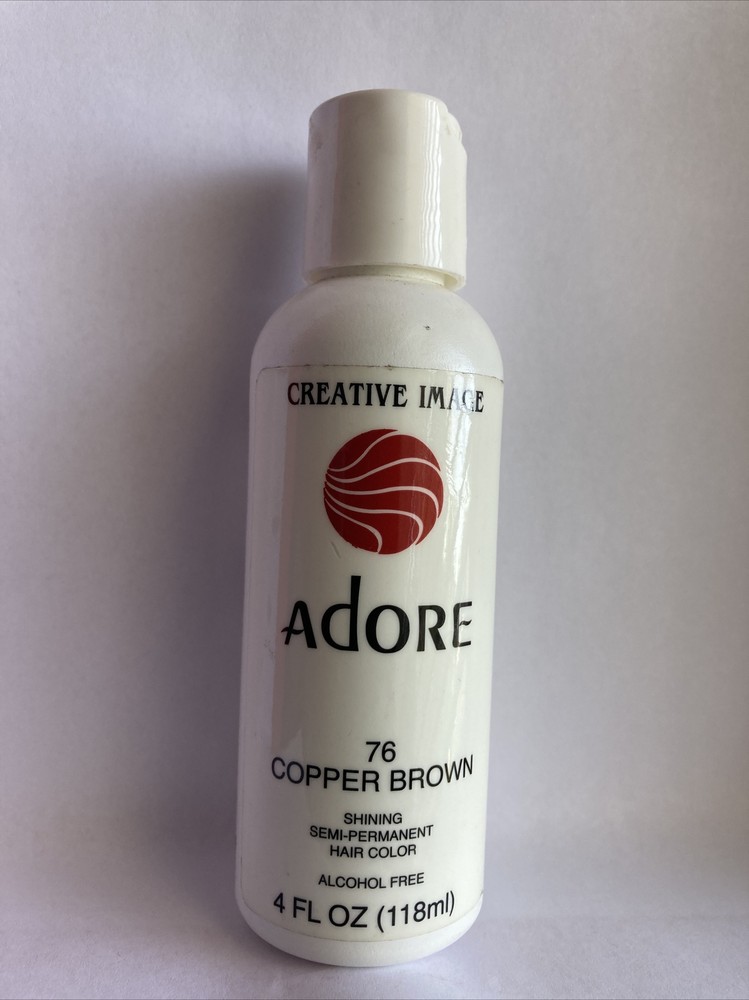 CREATIVE IMAGE
AdORE
76
COPPER BROWN
SHINING
SEMI-PERMANENT
HAIR COLOR
ALCOHOL FREE
4 FL OZ (118ml)